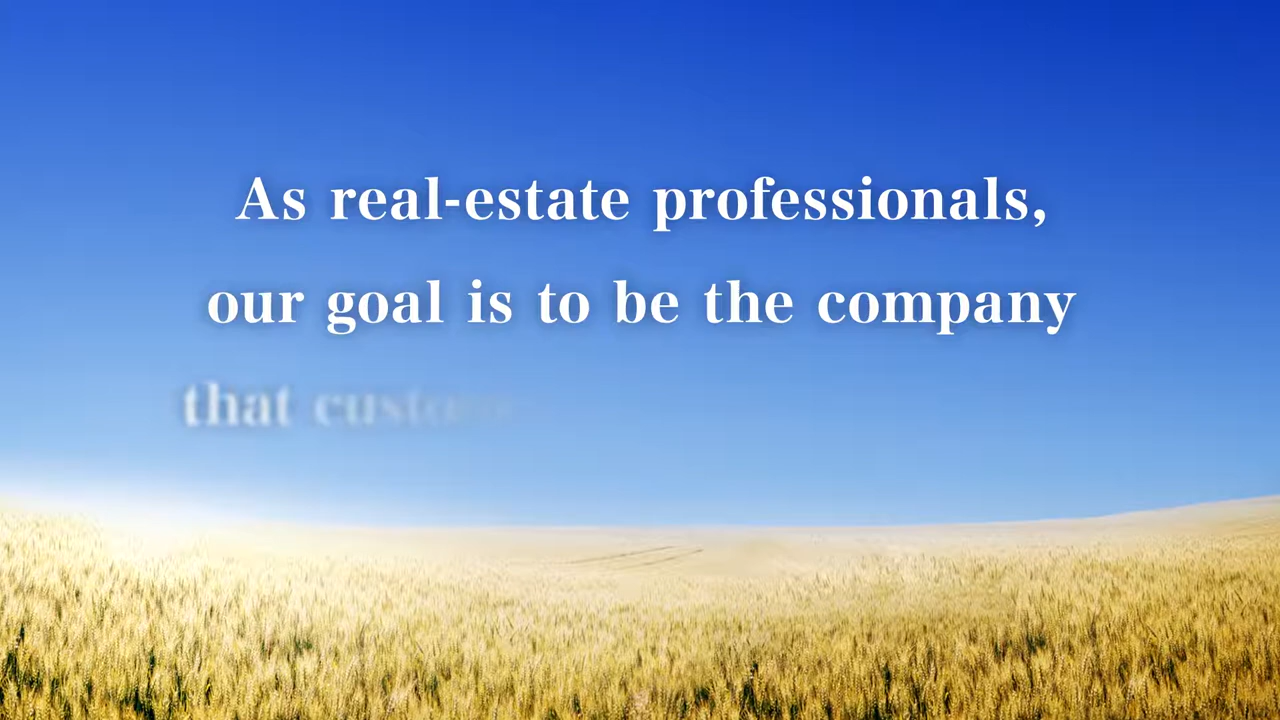 As real-estate professionals,
our goal is to be the company
that